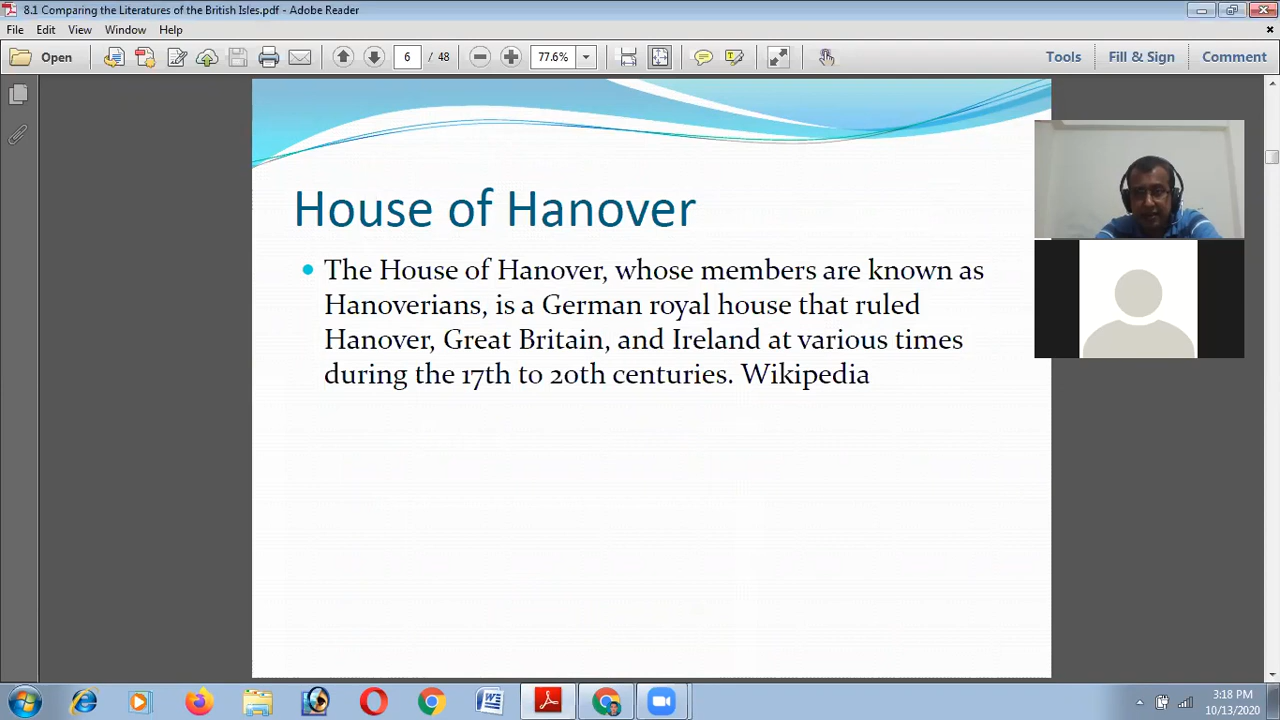 8.1 Comparing the Literatures of the British Isles.pdf - Adobe Reader
File Edit View Window Help
Open 6 / 48 77.6% Tools Fill & Sign Comment
House of Hanover
The House of Hanover, whose members are known as
Hanoverians, is a German royal house that ruled
Hanover, Great Britain, and Ireland at various times
during the 17th to 20th centuries. Wikipedia
3:18 PM
10/13/2020